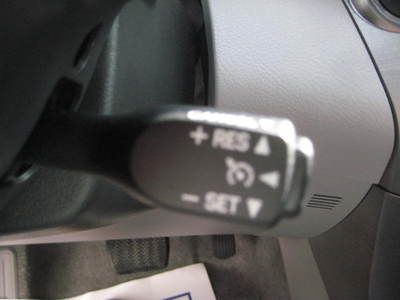 + RES ▲
◄
− SET ▼